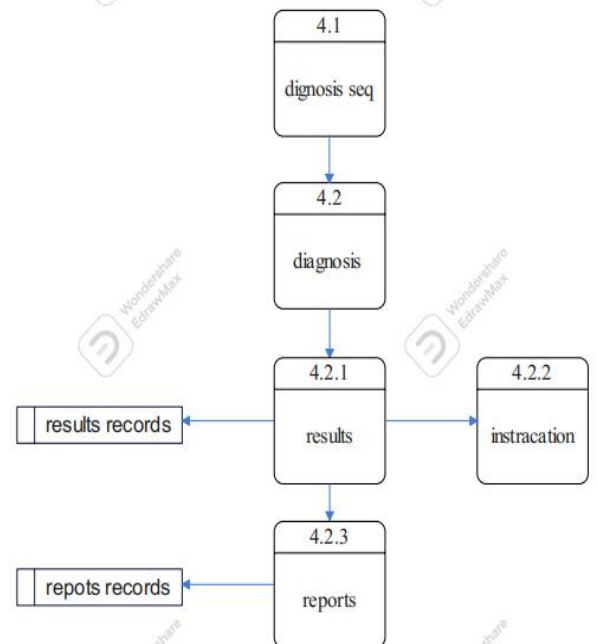 4.1
dignosis seq
4.2
diagnosis
Wondershare
EdrawMax
Wondershare
EdrawMax
4.2.1
results
4.2.2
instracation
results records
4.2.3
reports
repots records